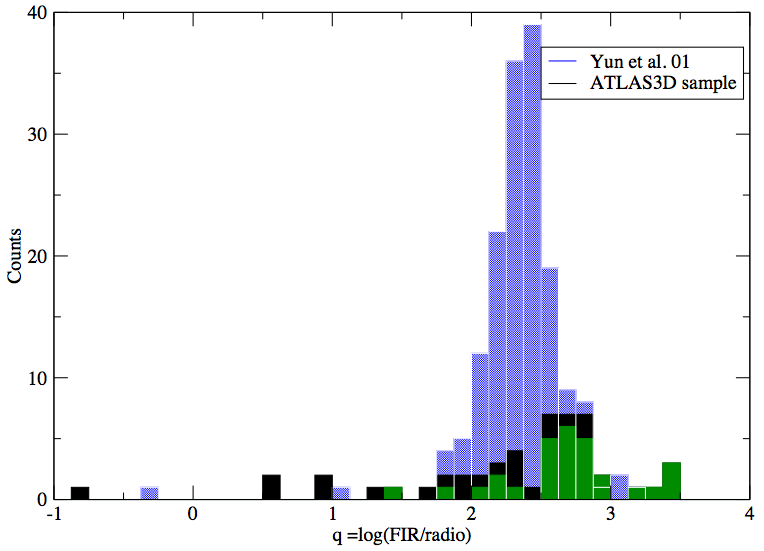 40
Yun et al. 01
ATLAS3D sample
30
Counts
20
10
0
-1 0 1 2 3 4
q =log(FIR/radio)